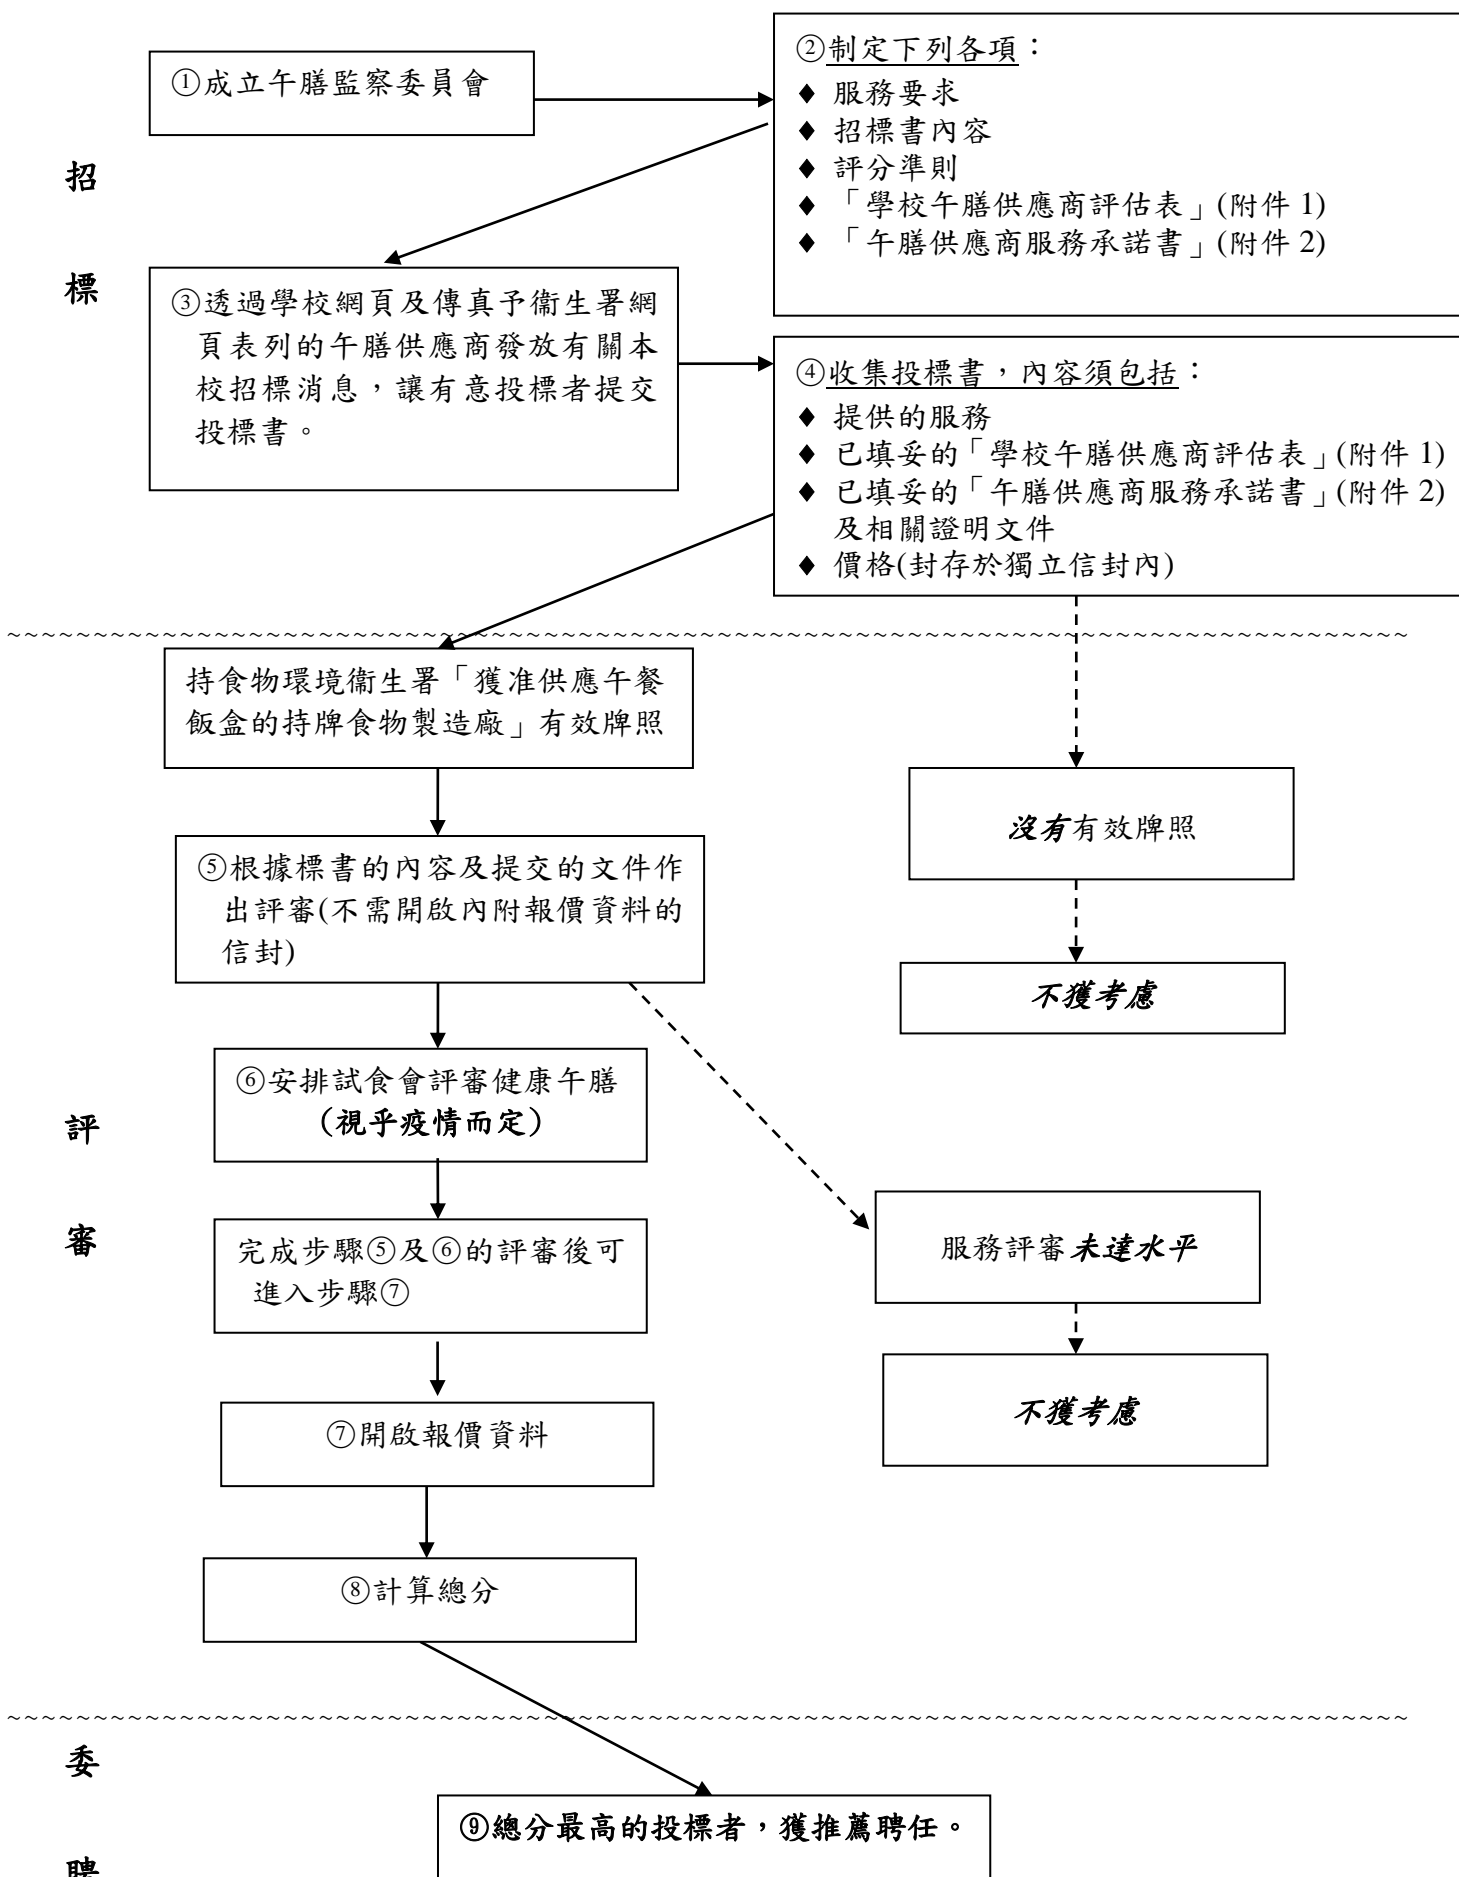 招
標
①成立午膳監察委員會
②制定下列各項：
♦ 服務要求
♦ 招標書內容
♦ 評分準則
♦ 「學校午膳供應商評估表」(附件 1)
♦ 「午膳供應商服務承諾書」(附件 2)
③透過學校網頁及傳真予衞生署網
頁表列的午膳供應商發放有關本
校招標消息，讓有意投標者提交
投標書。
④收集投標書，內容須包括：
♦ 提供的服務
♦ 已填妥的「學校午膳供應商評估表」(附件 1)
♦ 已填妥的「午膳供應商服務承諾書」(附件 2)
及相關證明文件
♦ 價格(封存於獨立信封內)
~~~~~~~~~~~~~~~~~~~~~~~~~~~~~~~~~~~~~~~~~~~~~~~~~~~~~~~~~~~~~~~~~~~~~~~~~~~~~~~~
評
審
持食物環境衞生署「獲准供應午餐
飯盒的持牌食物製造廠」有效牌照
沒有有效牌照
不獲考慮
⑤根據標書的內容及提交的文件作
出評審(不需開啟內附報價資料的
信封)
⑥安排試食會評審健康午膳
（視乎疫情而定）
完成步驟⑤及⑥的評審後可
進入步驟⑦
服務評審未達水平
不獲考慮
⑦開啟報價資料
⑧計算總分
~~~~~~~~~~~~~~~~~~~~~~~~~~~~~~~~~~~~~~~~~~~~~~~~~~~~~~~~~~~~~~~~~~~~~~~~~~~~~~~~
委
聘
⑨總分最高的投標者，獲推薦聘任。